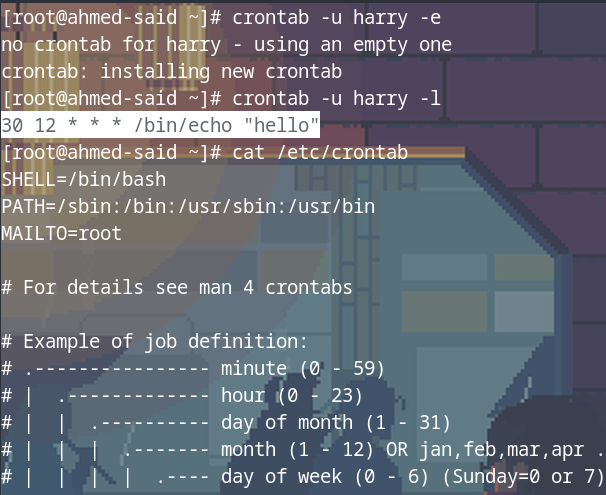 [root@ahmed-said ~]# crontab -u harry -e
no crontab for harry - using an empty one
crontab: installing new crontab
[root@ahmed-said ~]# crontab -u harry -l
30 12 * * * /bin/echo "hello"
[root@ahmed-said ~]# cat /etc/crontab
SHELL=/bin/bash
PATH=/sbin:/bin:/usr/sbin:/usr/bin
MAILTO=root
# For details see man 4 crontabs
# Example of job definition:
# .---------------- minute (0 - 59)
# |  .------------- hour (0 - 23)
# |  |  .---------- day of month (1 - 31)
# |  |  |  .------- month (1 - 12) OR jan,feb,mar,apr .
# |  |  |  |  .---- day of week (0 - 6) (Sunday=0 or 7)